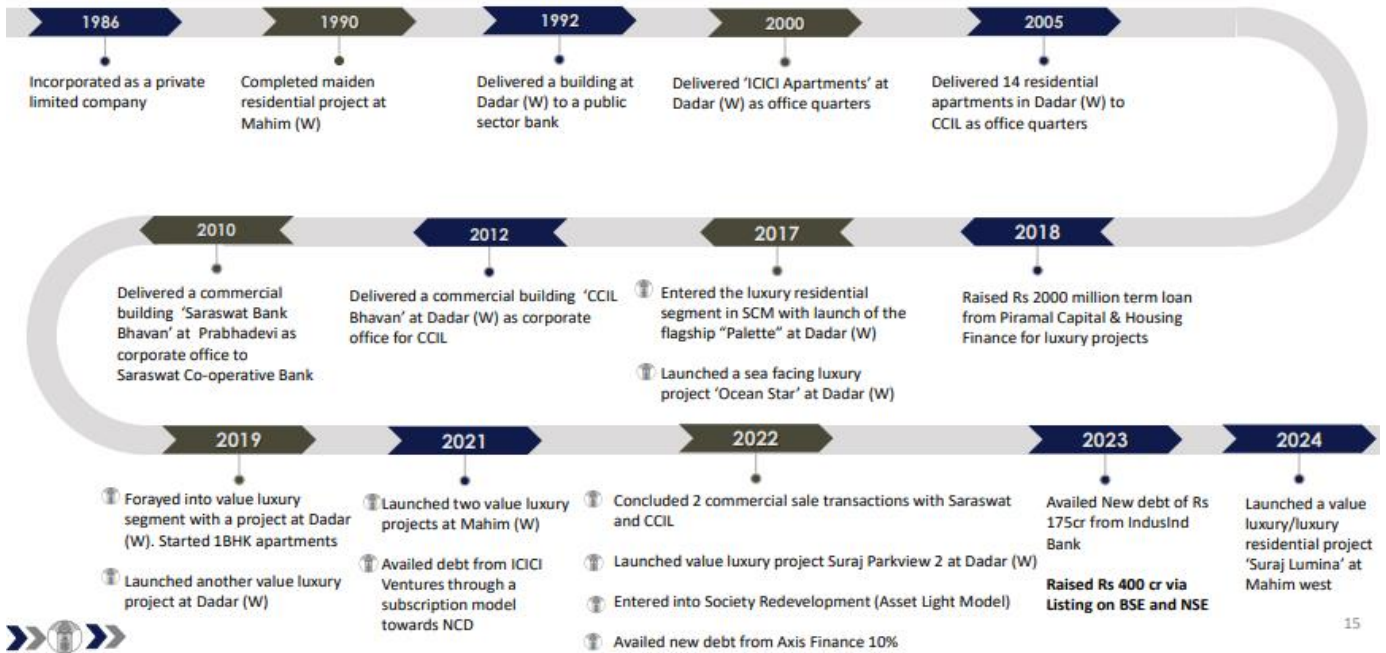 1986
Incorporated as a private
limited company
1990
Completed maiden
residential project at
Mahim (W)
1992
Delivered a building at
Dadar (W) to a public
sector bank
2000
Delivered ‘ICICI Apartments’ at
Dadar (W) as office quarters
2005
Delivered 14 residential
apartments in Dadar (W) to
CCIL as office quarters
2010
Delivered a commercial
building ‘Saraswat Bank
Bhavan’ at Prabhadevi as
corporate office to
Saraswat Co-operative Bank
2012
Delivered a commercial building ‘CCIL
Bhavan’ at Dadar (W) as corporate
office for CCIL
2017
Entered the luxury residential
segment in SCM with launch of the
flagship “Palette” at Dadar (W)
Launched a sea facing luxury
project ‘Ocean Star’ at Dadar (W)
2018
Raised Rs 2000 million term loan
from Piramal Capital & Housing
Finance for luxury projects
2019
Forayed into value luxury
segment with a project at Dadar
(W). Started 1BHK apartments
Launched another value luxury
project at Dadar (W)
2021
Launched two value luxury
projects at Mahim (W)
Availed debt from ICICI
Ventures through a
subscription model
towards NCD
2022
Concluded 2 commercial sale transactions with Saraswat
and CCIL
Launched value luxury project Suraj Parkview 2 at Dadar (W)
Entered into Society Redevelopment (Asset Light Model)
Availed new debt from Axis Finance 10%
2023
Availed New debt of Rs
175cr from IndusInd
Bank
Raised Rs 400 cr via
Listing on BSE and NSE
2024
Launched a value
luxury/luxury
residential project
‘Suraj Lumina’ at
Mahim west
15